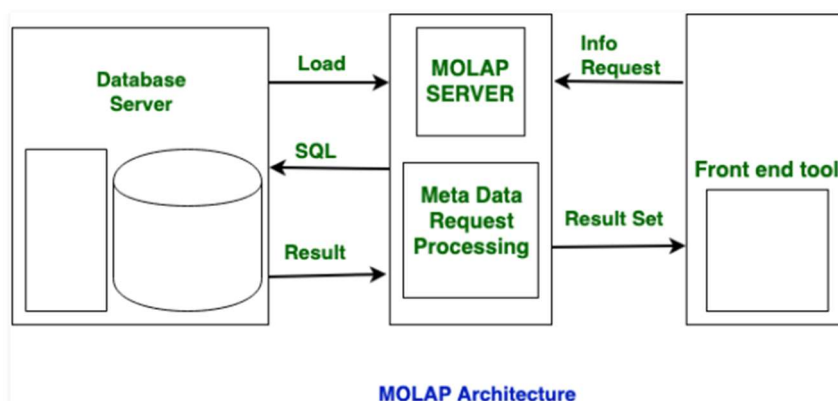 Database
Server
Load
SQL
Result
MOLAP
SERVER
Meta Data
Request
Processing
Info
Request
Result Set
Front end tool
MOLAP Architecture